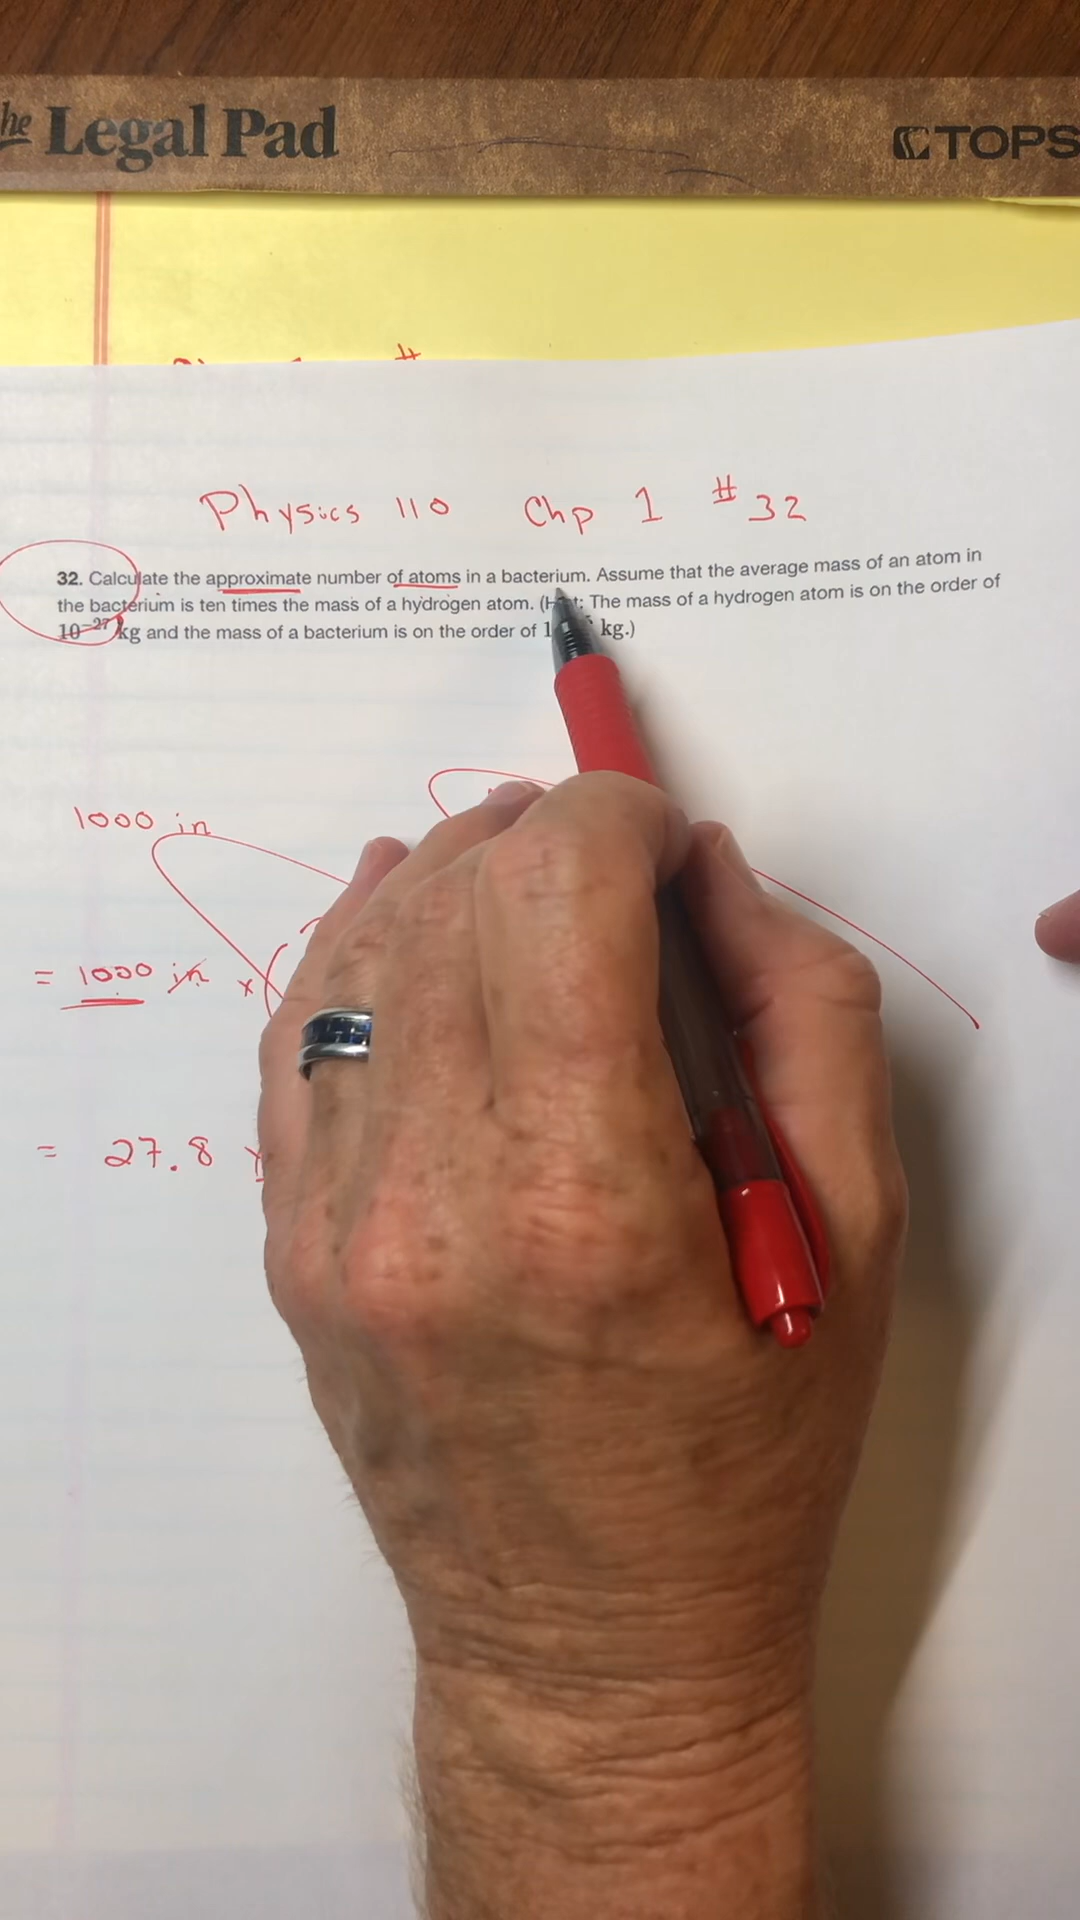 The Legal Pad TOPS
#
Physics 110 Chp 1 #32
32. Calculate the approximate number of atoms in a bacterium. Assume that the average mass of an atom in
the bacterium is ten times the mass of a hydrogen atom. (Hint: The mass of a hydrogen atom is on the order of
10⁻²⁷ kg and the mass of a bacterium is on the order of kg.)
1000 in
= 1000 in x(
= 27.8